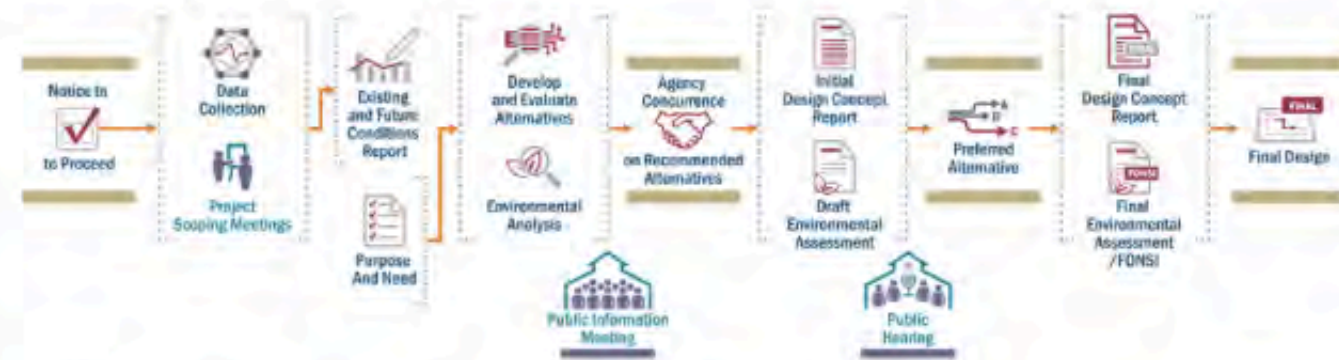 Notice to
to Proceed
Data
Collection
Project
Scoping Meetings
Existing
and Future
Conditions
Report
Purpose
And Need
Develop
and Evaluate
Alternatives
Environmental
Analysis
Public Information
Meeting
Agency
Concurrence
on Recommended
Alternatives
Initial
Design Concept
Report
Draft
Environmental
Assessment
Public
Hearing
A
B
C
Preferred
Alternative
FINAL
Final
Design Concept
Report
FONSI
Final
Environmental
Assessment
/FONSI
FINAL
Final Design